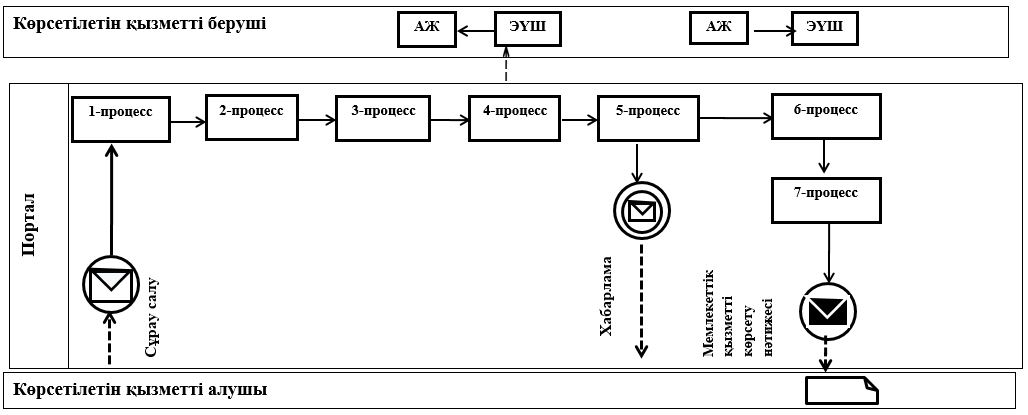 Көрсетілетін қызметті беруші
АЖ
ЭҮШ
АЖ
ЭҮШ
Портал
1-процесс
2-процесс
3-процесс
4-процесс
5-процесс
6-процесс
7-процесс
Сұрау салу
Хабарлама
Мемлекеттік
қызметті
көрсету
нәтижесі
Көрсетілетін қызметті алушы